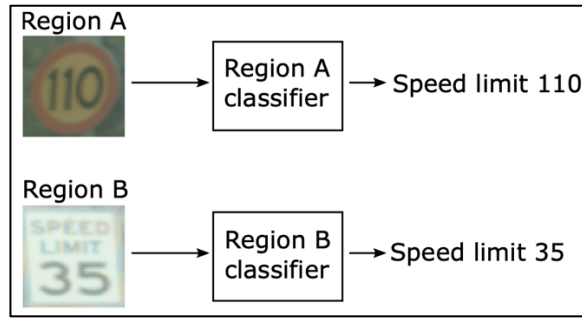 Region A
110
Region A
classifier
Speed limit 110
Region B
SPEED
LIMIT
35
Region B
classifier
Speed limit 35